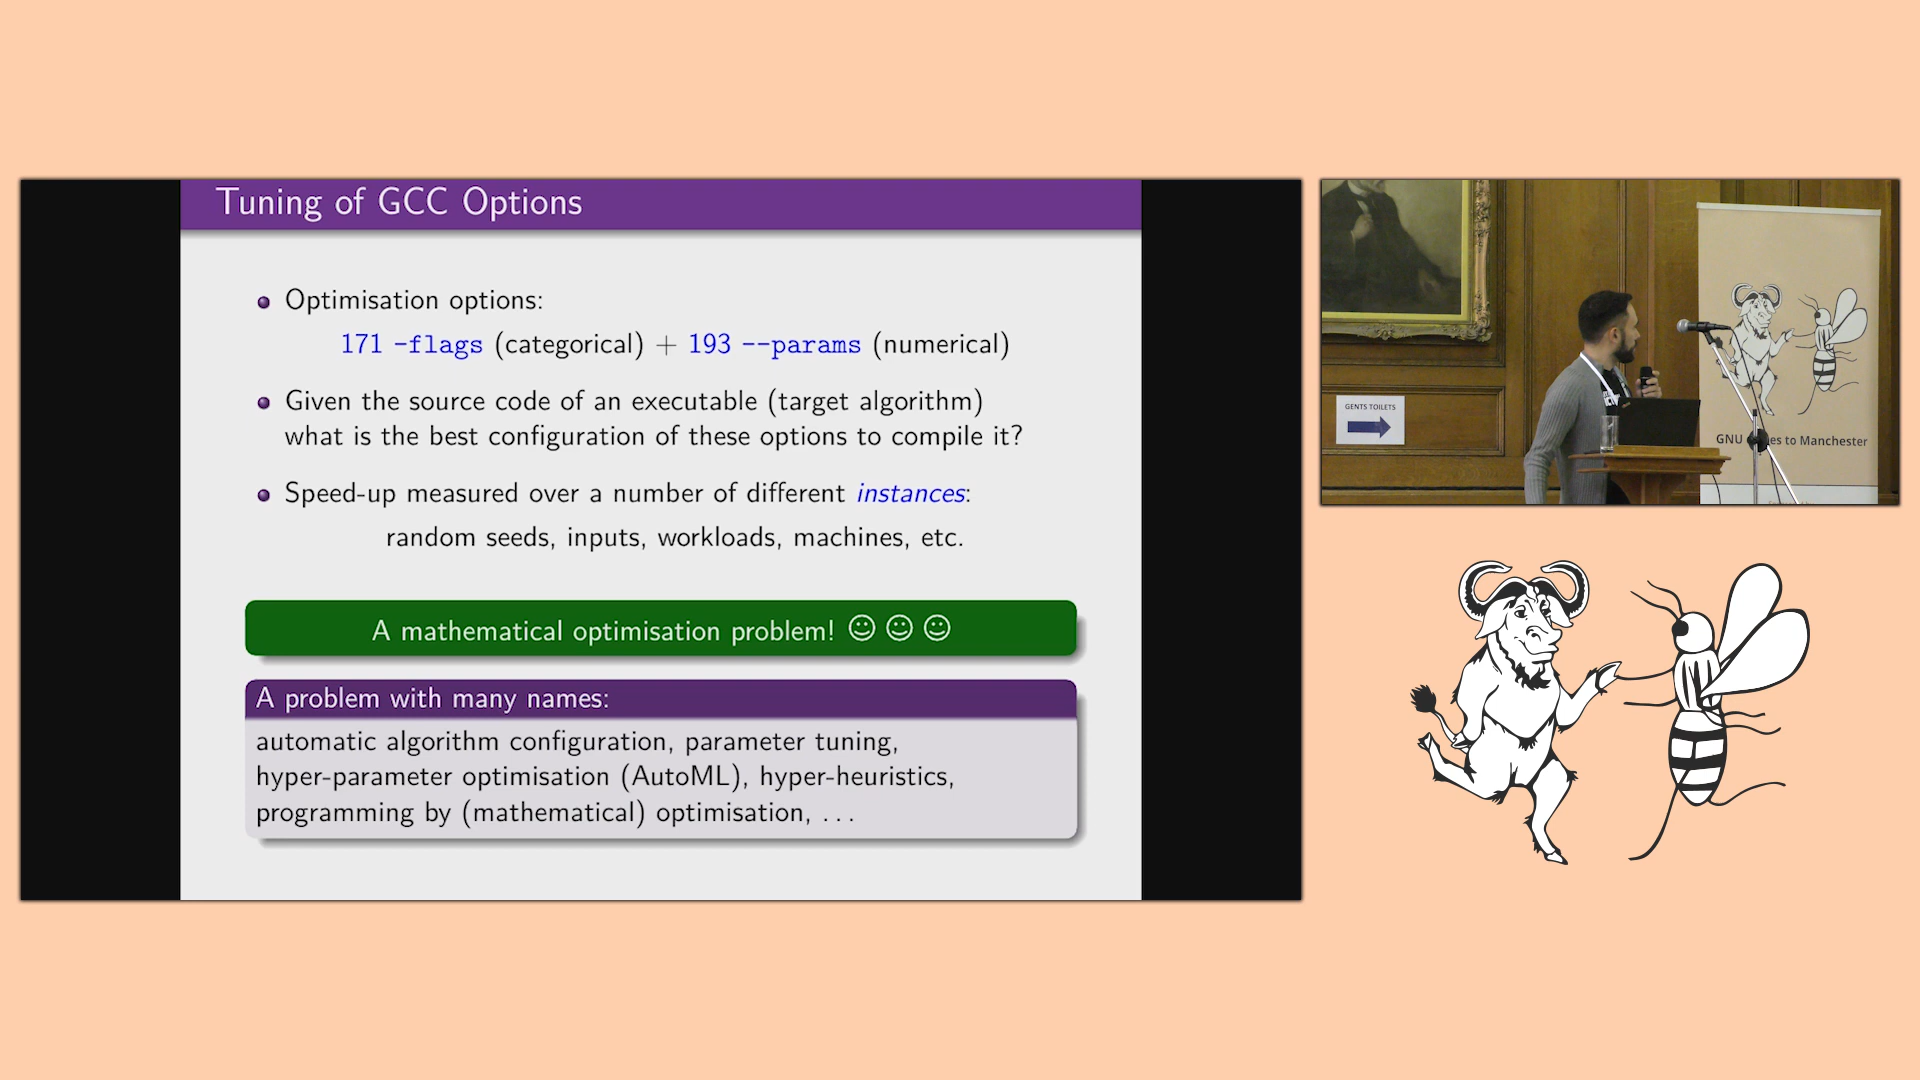 Tuning of GCC Options
Optimisation options:
171 -flags (categorical) + 193 --params (numerical)
Given the source code of an executable (target algorithm)
what is the best configuration of these options to compile it?
Speed-up measured over a number of different instances:
random seeds, inputs, workloads, machines, etc.
A mathematical optimisation problem! ☺ ☺ ☺
A problem with many names:
automatic algorithm configuration, parameter tuning,
hyper-parameter optimisation (AutoML), hyper-heuristics,
programming by (mathematical) optimisation, ...
GENTS TOILETS
GNU es to Manchester